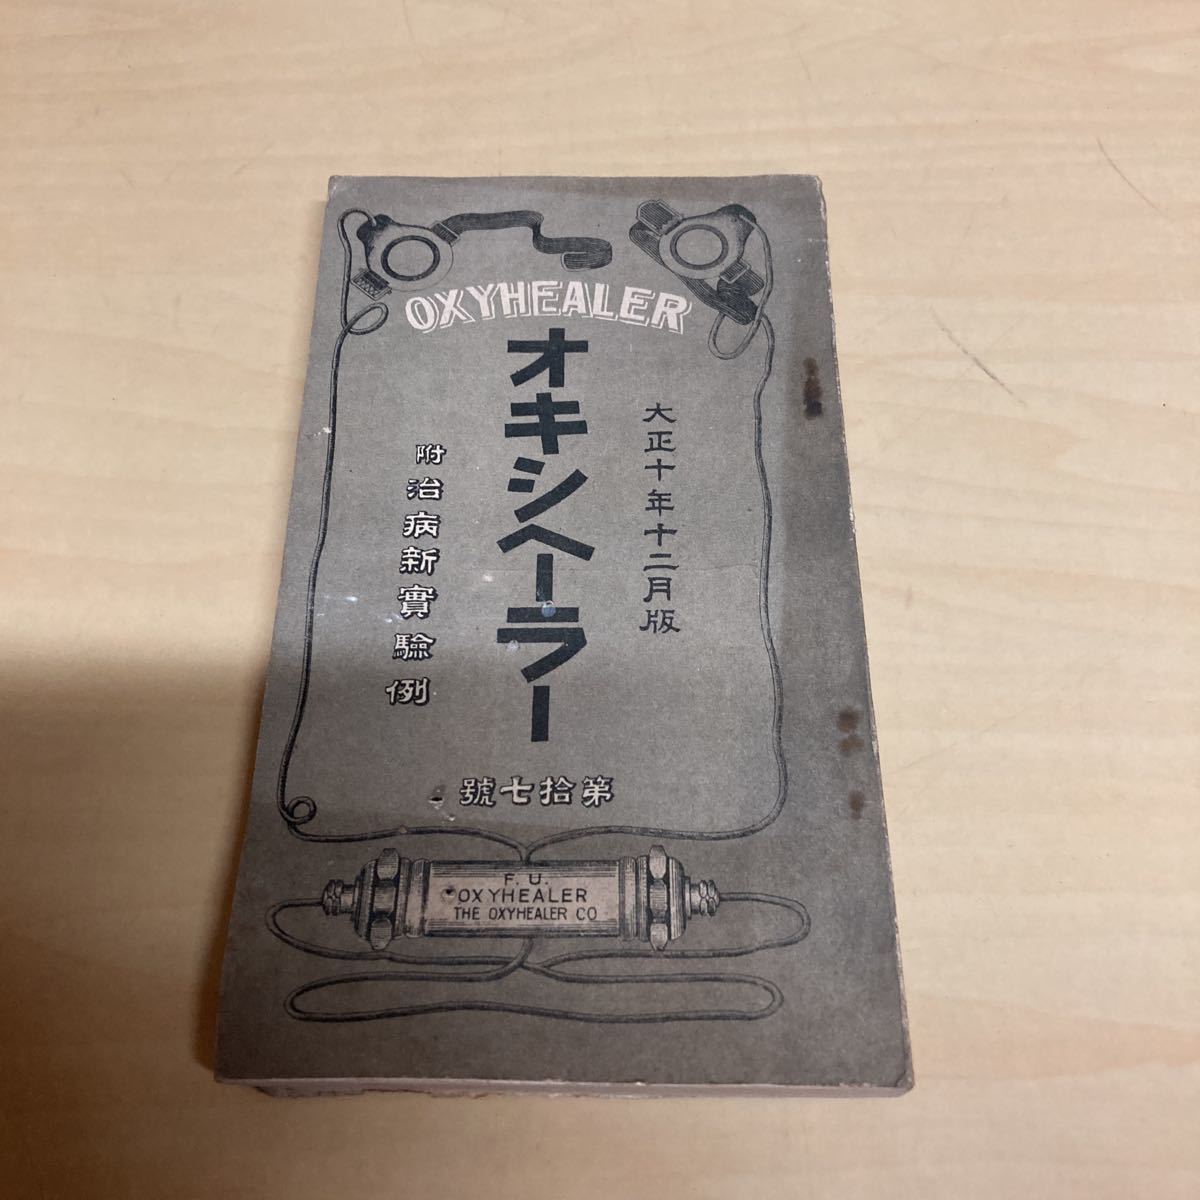 OXYHEALER
大正十年十二月版
オキシヘーラー
附治病新實驗例
第拾七號
F. U.
OXYHEALER
THE OXYHEALER CO